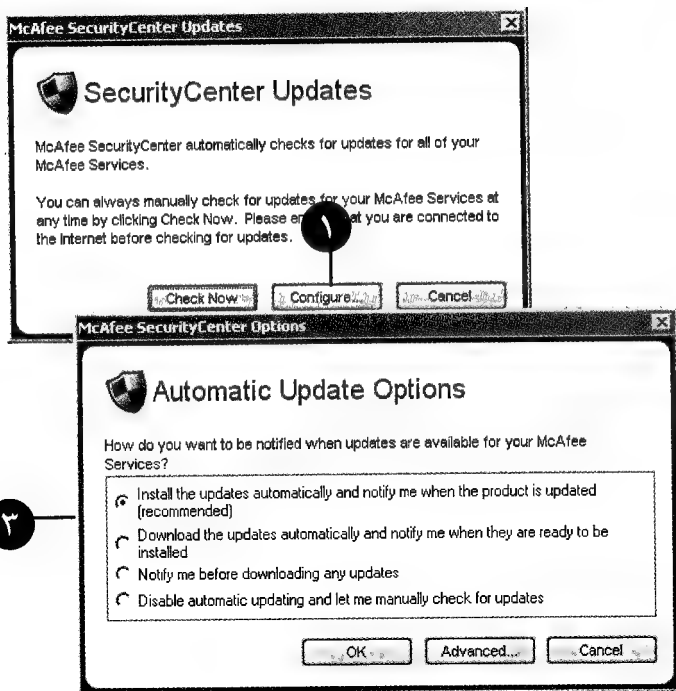 McAfee SecurityCenter Updates
SecurityCenter Updates
McAfee SecurityCenter automatically checks for updates for all of your
McAfee Services.
You can always manually check for updates for your McAfee Services at
any time by clicking Check Now. Please en at you are connected to
the Internet before checking for updates.
١
Check Now Configure... Cancel
McAfee SecurityCenter Options
Automatic Update Options
How do you want to be notified when updates are available for your McAfee
Services?
٣
Install the updates automatically and notify me when the product is updated
(recommended)
Download the updates automatically and notify me when they are ready to be
installed
Notify me before downloading any updates
Disable automatic updating and let me manually check for updates
OK Advanced... Cancel